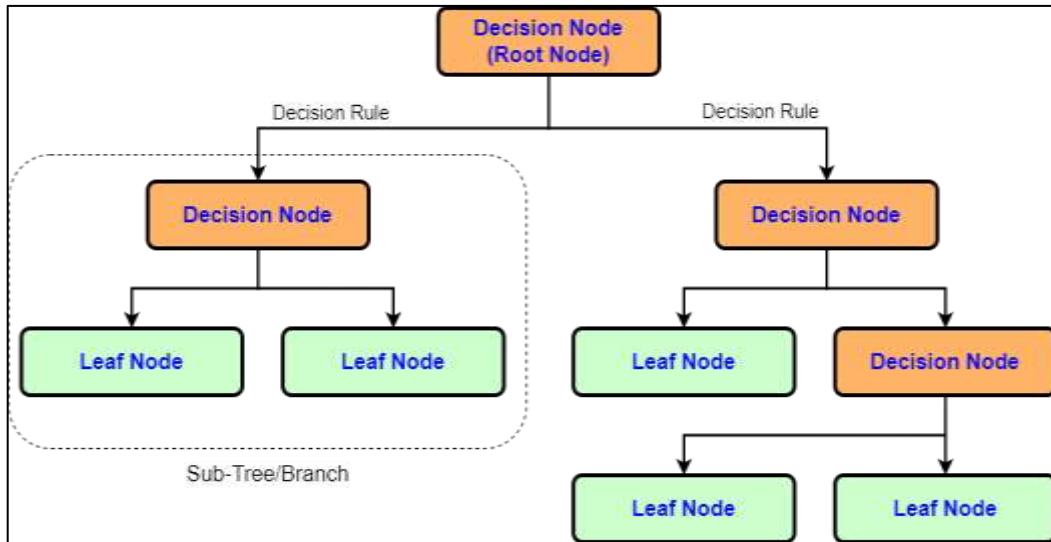 Decision Node
(Root Node)
Decision Rule
Decision Rule
Decision Node
Decision Node
Leaf Node
Leaf Node
Leaf Node
Decision Node
Sub-Tree/Branch
Leaf Node
Leaf Node